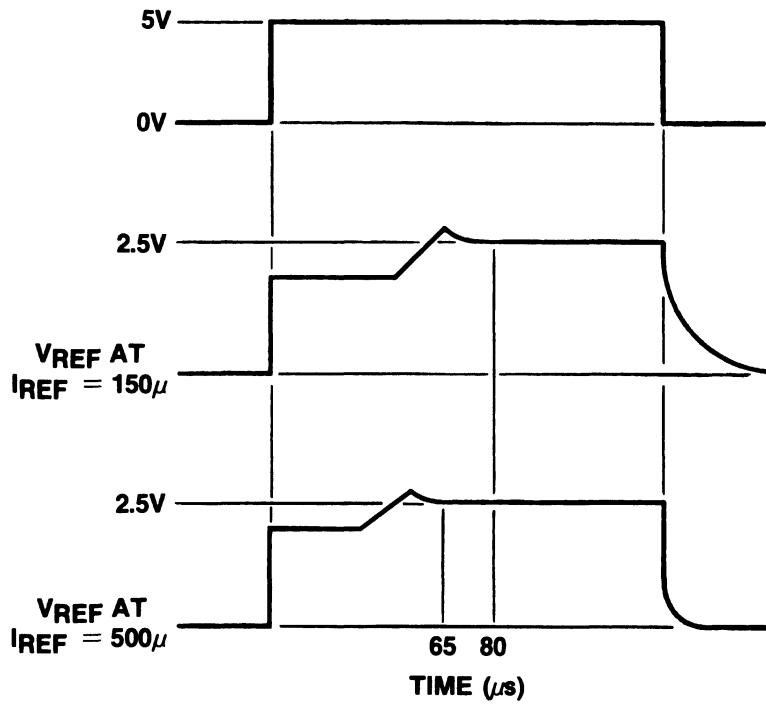 5V
0V
2.5V
VREF AT
IREF = 150μ
2.5V
VREF AT
IREF = 500μ
65 80
TIME (μs)